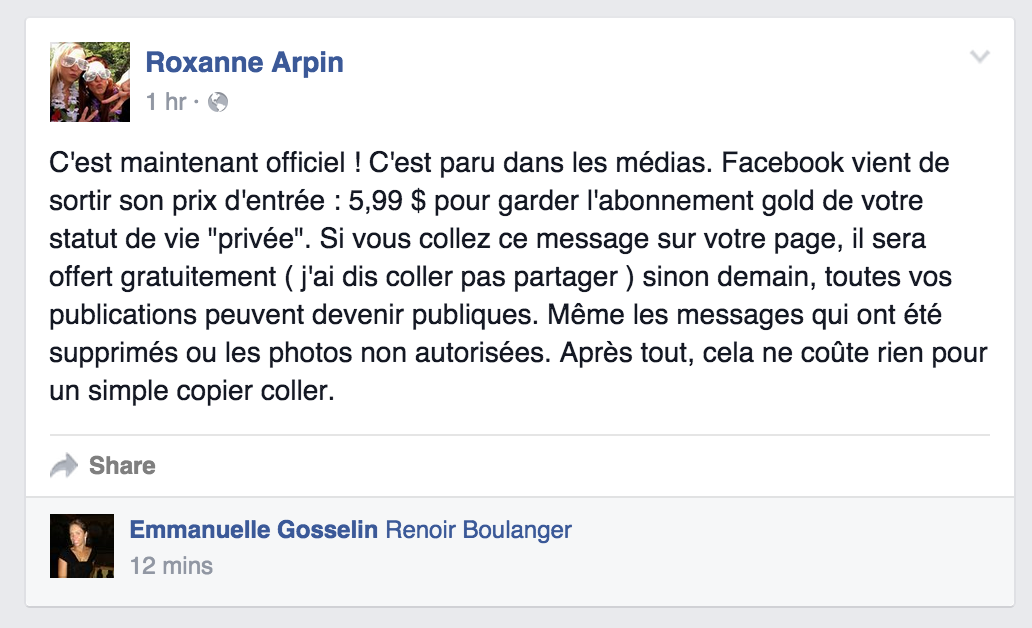 Roxanne Arpin
1 hr ·
C'est maintenant officiel ! C'est paru dans les médias. Facebook vient de
sortir son prix d'entrée : 5,99 $ pour garder l'abonnement gold de votre
statut de vie "privée". Si vous collez ce message sur votre page, il sera
offert gratuitement ( j'ai dis coller pas partager ) sinon demain, toutes vos
publications peuvent devenir publiques. Même les messages qui ont été
supprimés ou les photos non autorisées. Après tout, cela ne coûte rien pour
un simple copier coller.
Share
Emmanuelle Gosselin Renoir Boulanger
12 mins